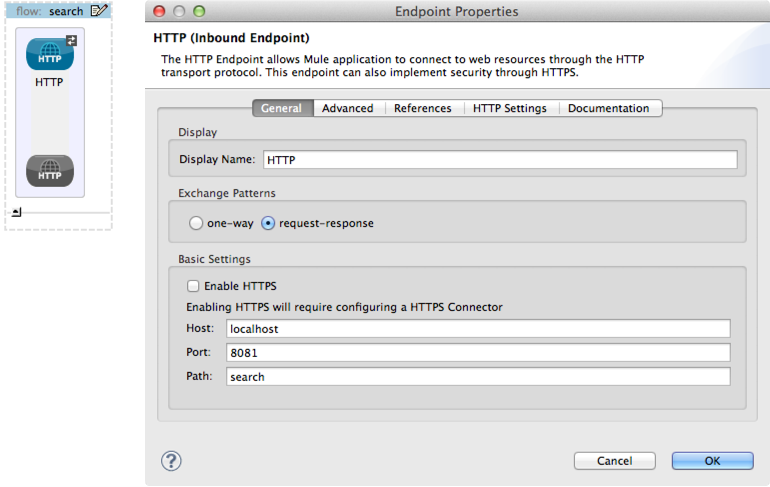 flow: search
HTTP
HTTP
HTTP
Endpoint Properties
HTTP (Inbound Endpoint)
The HTTP Endpoint allows Mule application to connect to web resources through the HTTP
transport protocol. This endpoint can also implement security through HTTPS.
General Advanced References HTTP Settings Documentation
Display
Display Name: HTTP
Exchange Patterns
one-way request-response
Basic Settings
Enable HTTPS
Enabling HTTPS will require configuring a HTTPS Connector
Host: localhost
Port: 8081
Path: search
? Cancel OK